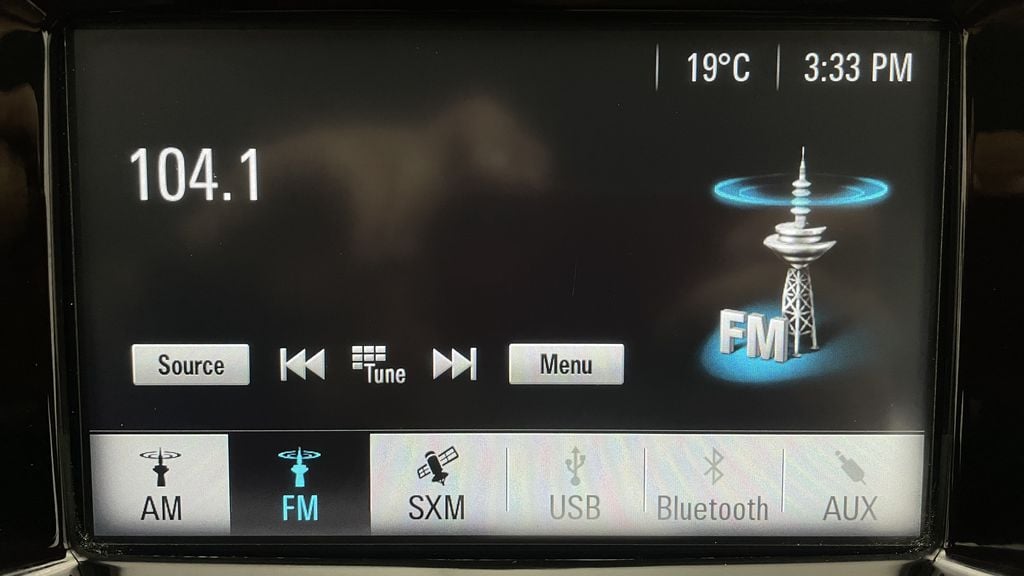 19°C 3:33 PM
104.1
FM
Source Tune Menu
AM FM SXM USB Bluetooth AUX